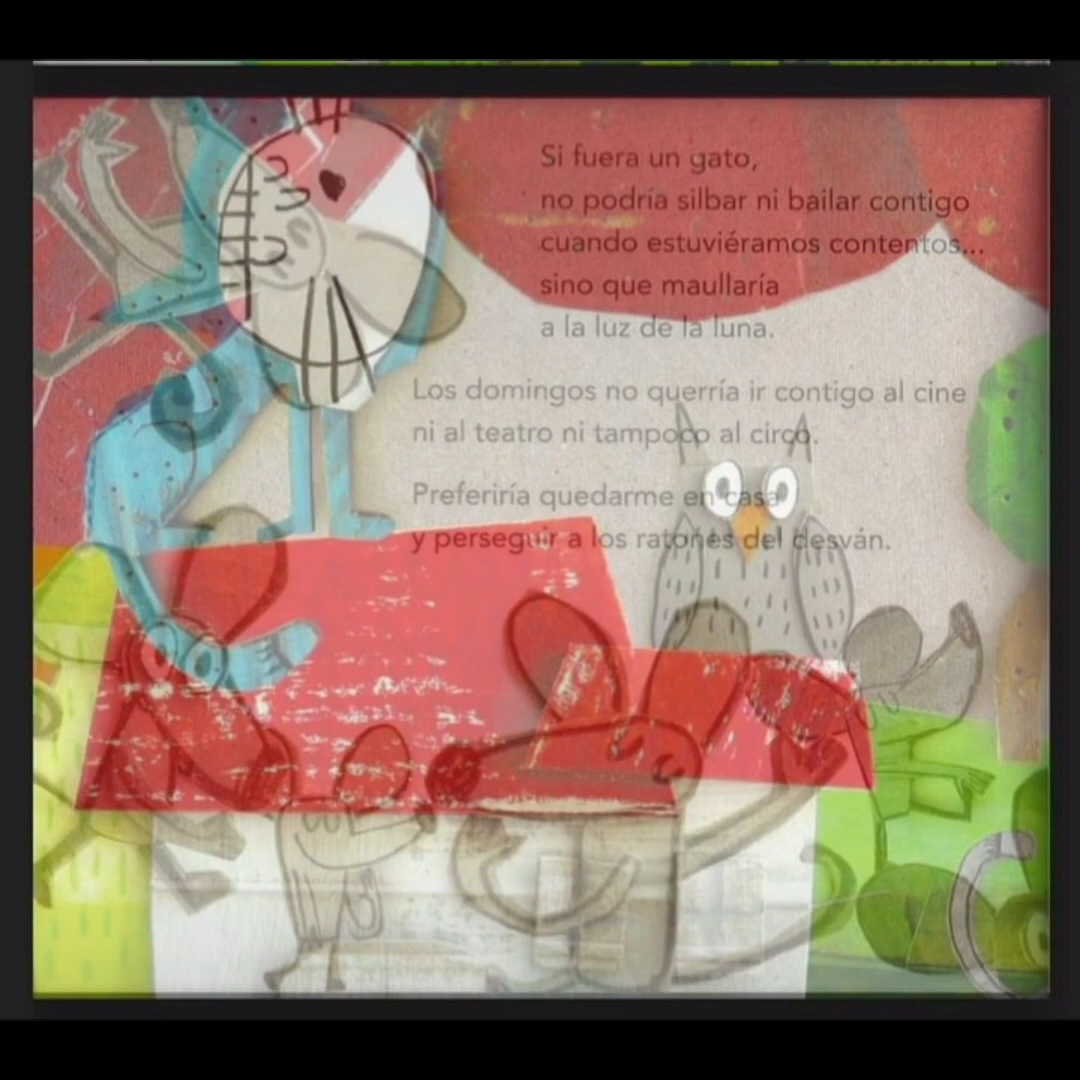 Si fuera un gato,
no podría silbar ni bailar contigo
cuando estuviéramos contentos...
sino que maullaría
a la luz de la luna.
Los domingos no querría ir contigo al cine
ni al teatro ni tampoco al circo.
Preferiría quedarme en casa
y perseguir a los ratones del desván.